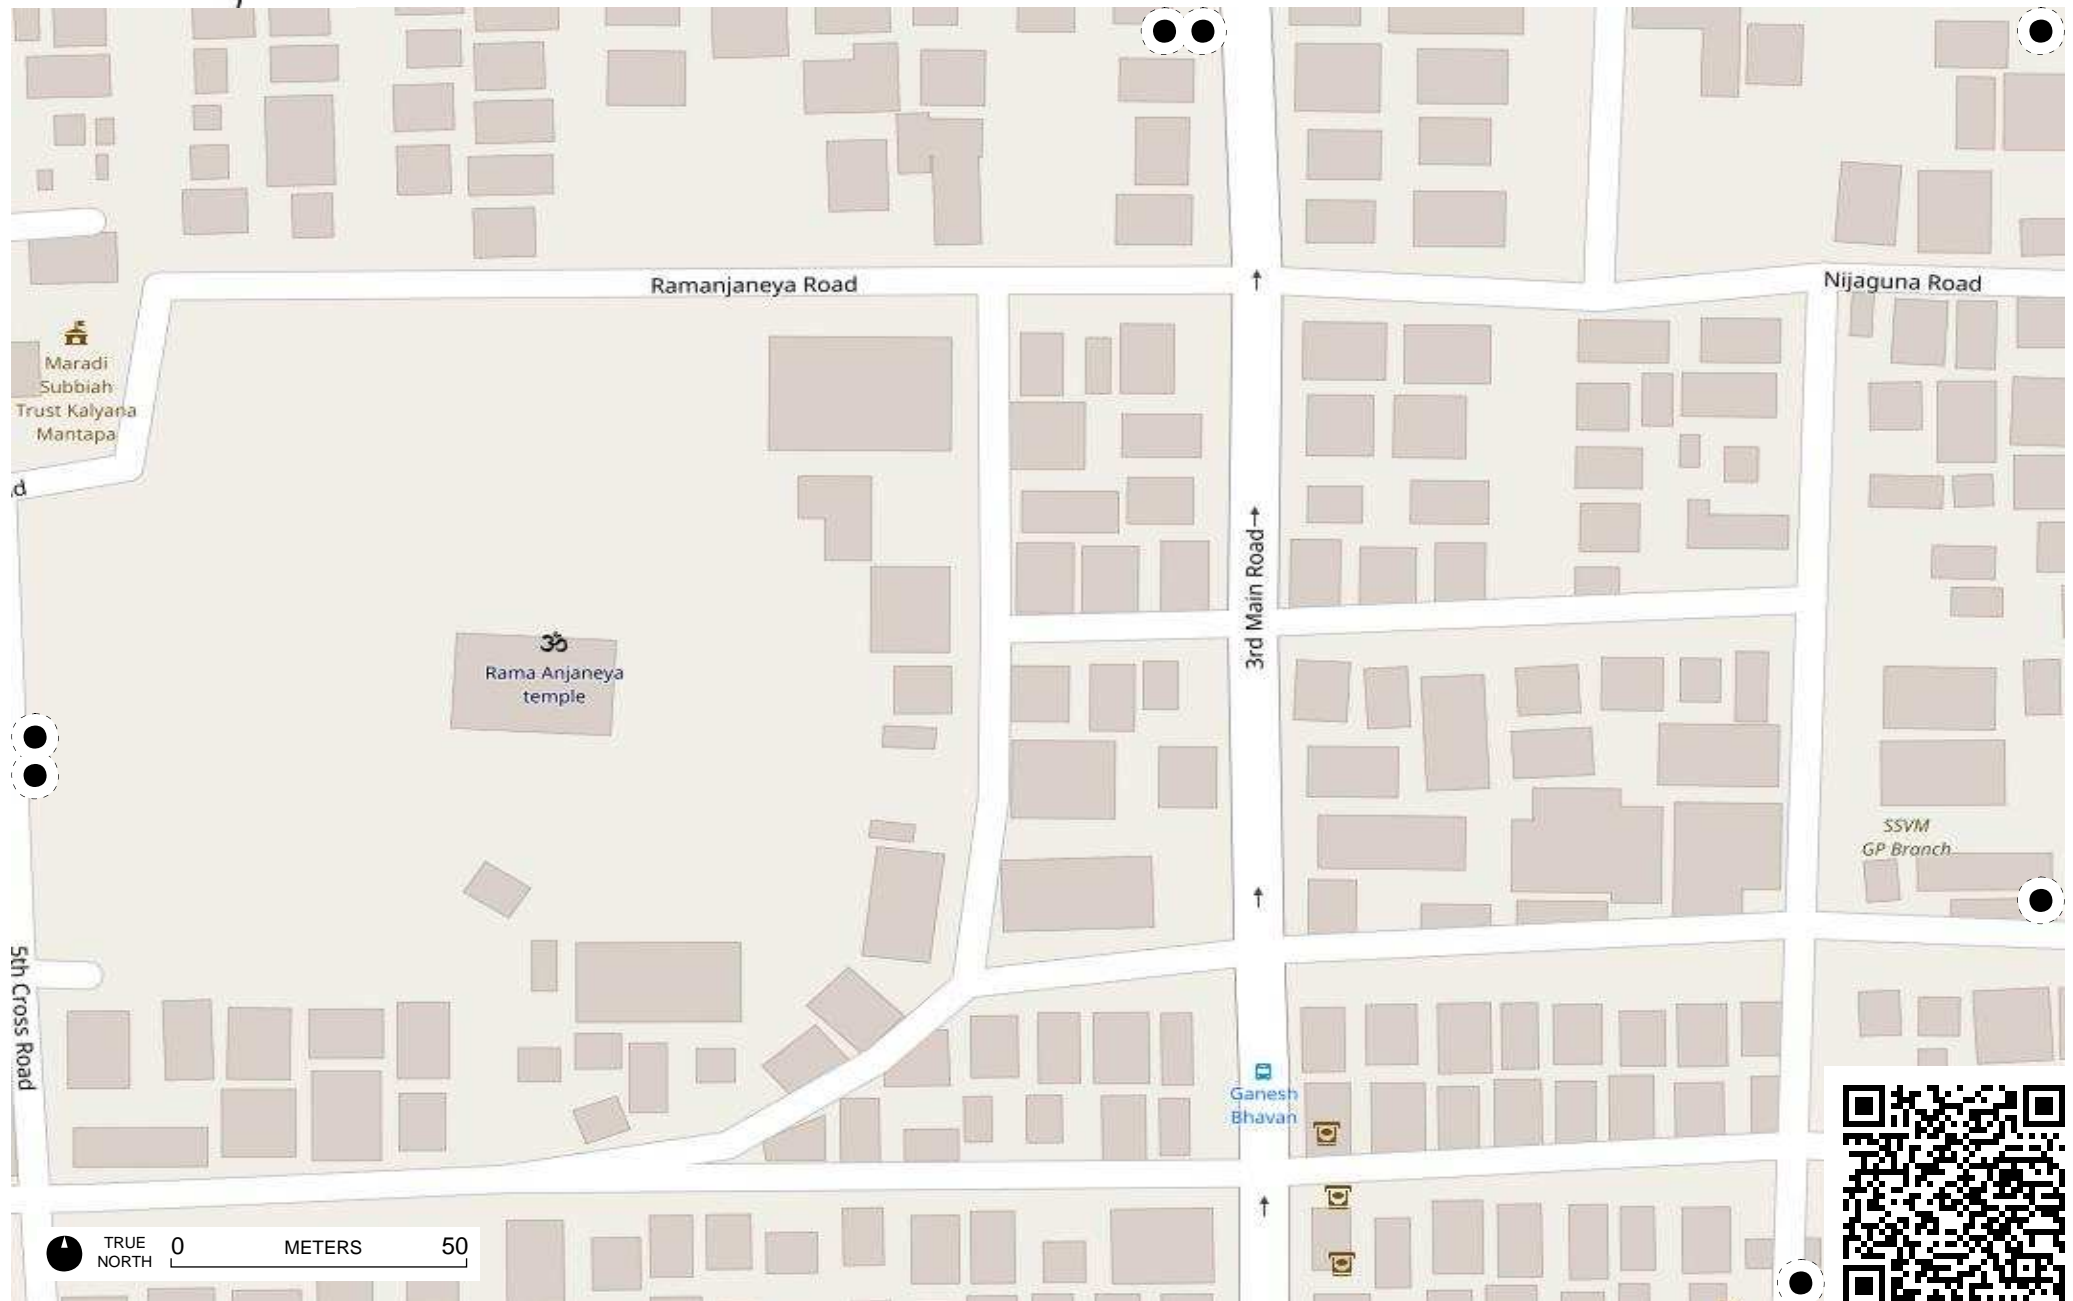 Ramanjaneya Road
Nijaguna Road
Maradi
Subbiah
Trust Kalyana
Mantapa
3rd Main Road
ॐ
Rama Anjaneya
temple
SSVM
GP Branch
5th Cross Road
Ganesh
Bhavan
TRUE
NORTH
0 METERS 50